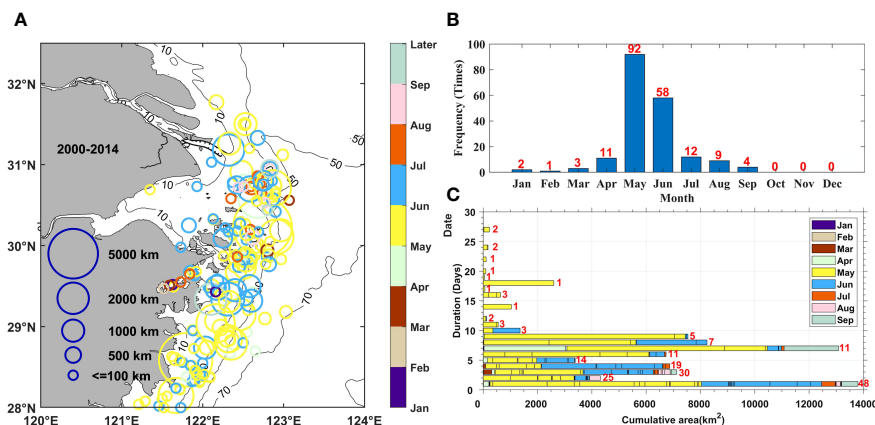 A
32°N
31°N
30°N
29°N
28°N
120°E
121°E
122°E
123°E
124°E
2000-2014
5000 km
2000 km
1000 km
500 km
<=100 km
10
10
50
50
50
10
10
70
70
Later
Sep
Aug
Jul
Jun
May
Apr
Mar
Feb
Jan
B
Frequency (Times)
100
80
60
40
20
0
2
1
3
11
92
58
12
9
4
0
0
0
Jan Feb Mar Apr May Jun Jul Aug Sep Oct Nov Dec
Month
C
Date
Duration (Days)
30
25
20
15
10
5
0
2
2
1
1
1
1
1
3
1
2
3
3
5
7
11
11
14
19
30
25
48
0 2000 4000 6000 8000 10000 12000 14000
Cumulative area(km²)
Jan
Feb
Mar
Apr
May
Jun
Jul
Aug
Sep